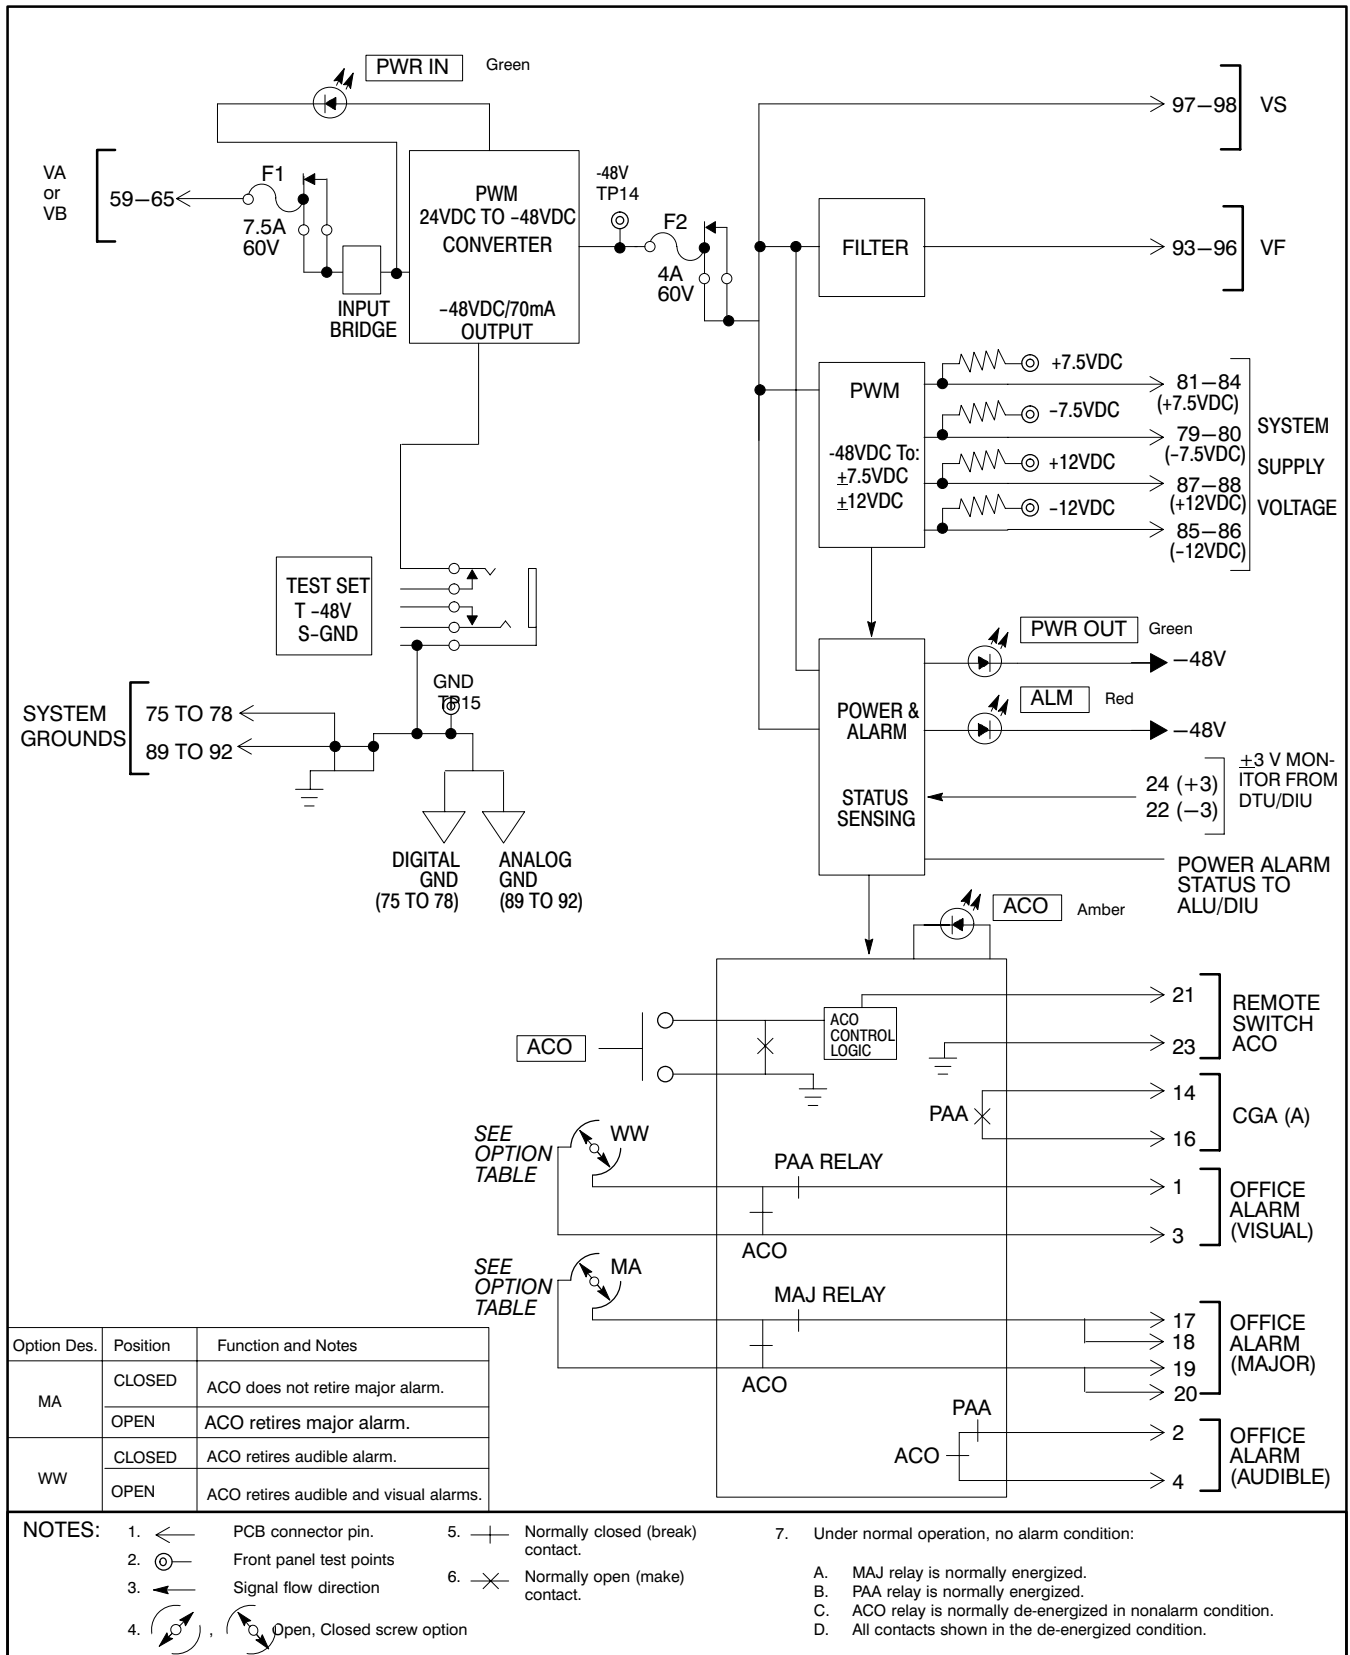 PWR IN Green
97–98 VS
VA
or
VB
59–65
F1
7.5A
60V
INPUT
BRIDGE
PWM
24VDC TO -48VDC
CONVERTER
-48VDC/70mA
OUTPUT
-48V
TP14
F2
4A
60V
FILTER
93–96 VF
PWM
-48VDC To:
±7.5VDC
±12VDC
+7.5VDC
81–84
(+7.5VDC)
-7.5VDC
79–80
(-7.5VDC)
+12VDC
87–88
(+12VDC)
-12VDC
85–86
(-12VDC)
SYSTEM
SUPPLY
VOLTAGE
TEST SET
T -48V
S-GND
PWR OUT Green
–48V
ALM Red
–48V
GND
TP15
SYSTEM
GROUNDS
75 TO 78
89 TO 92
DIGITAL
GND
(75 TO 78)
ANALOG
GND
(89 TO 92)
POWER &
ALARM
STATUS
SENSING
24 (+3)
22 (–3)
±3 V MON-
ITOR FROM
DTU/DIU
POWER ALARM
STATUS TO
ALU/DIU
ACO Amber
ACO
ACO
CONTROL
LOGIC
21
23
REMOTE
SWITCH
ACO
PAA
14
16
CGA (A)
SEE
OPTION
TABLE
WW
PAA RELAY
ACO
1
3
OFFICE
ALARM
(VISUAL)
SEE
OPTION
TABLE
MA
MAJ RELAY
ACO
17
18
19
20
OFFICE
ALARM
(MAJOR)
PAA
ACO
2
4
OFFICE
ALARM
(AUDIBLE)
Option Des. Position Function and Notes
MA
CLOSED ACO does not retire major alarm.
OPEN ACO retires major alarm.
WW
CLOSED ACO retires audible alarm.
OPEN ACO retires audible and visual alarms.
NOTES:
1. PCB connector pin.
2. Front panel test points
3. Signal flow direction
4. , Open, Closed screw option
5. Normally closed (break)
contact.
6. Normally open (make)
contact.
7. Under normal operation, no alarm condition:
A. MAJ relay is normally energized.
B. PAA relay is normally energized.
C. ACO relay is normally de-energized in nonalarm condition.
D. All contacts shown in the de-energized condition.